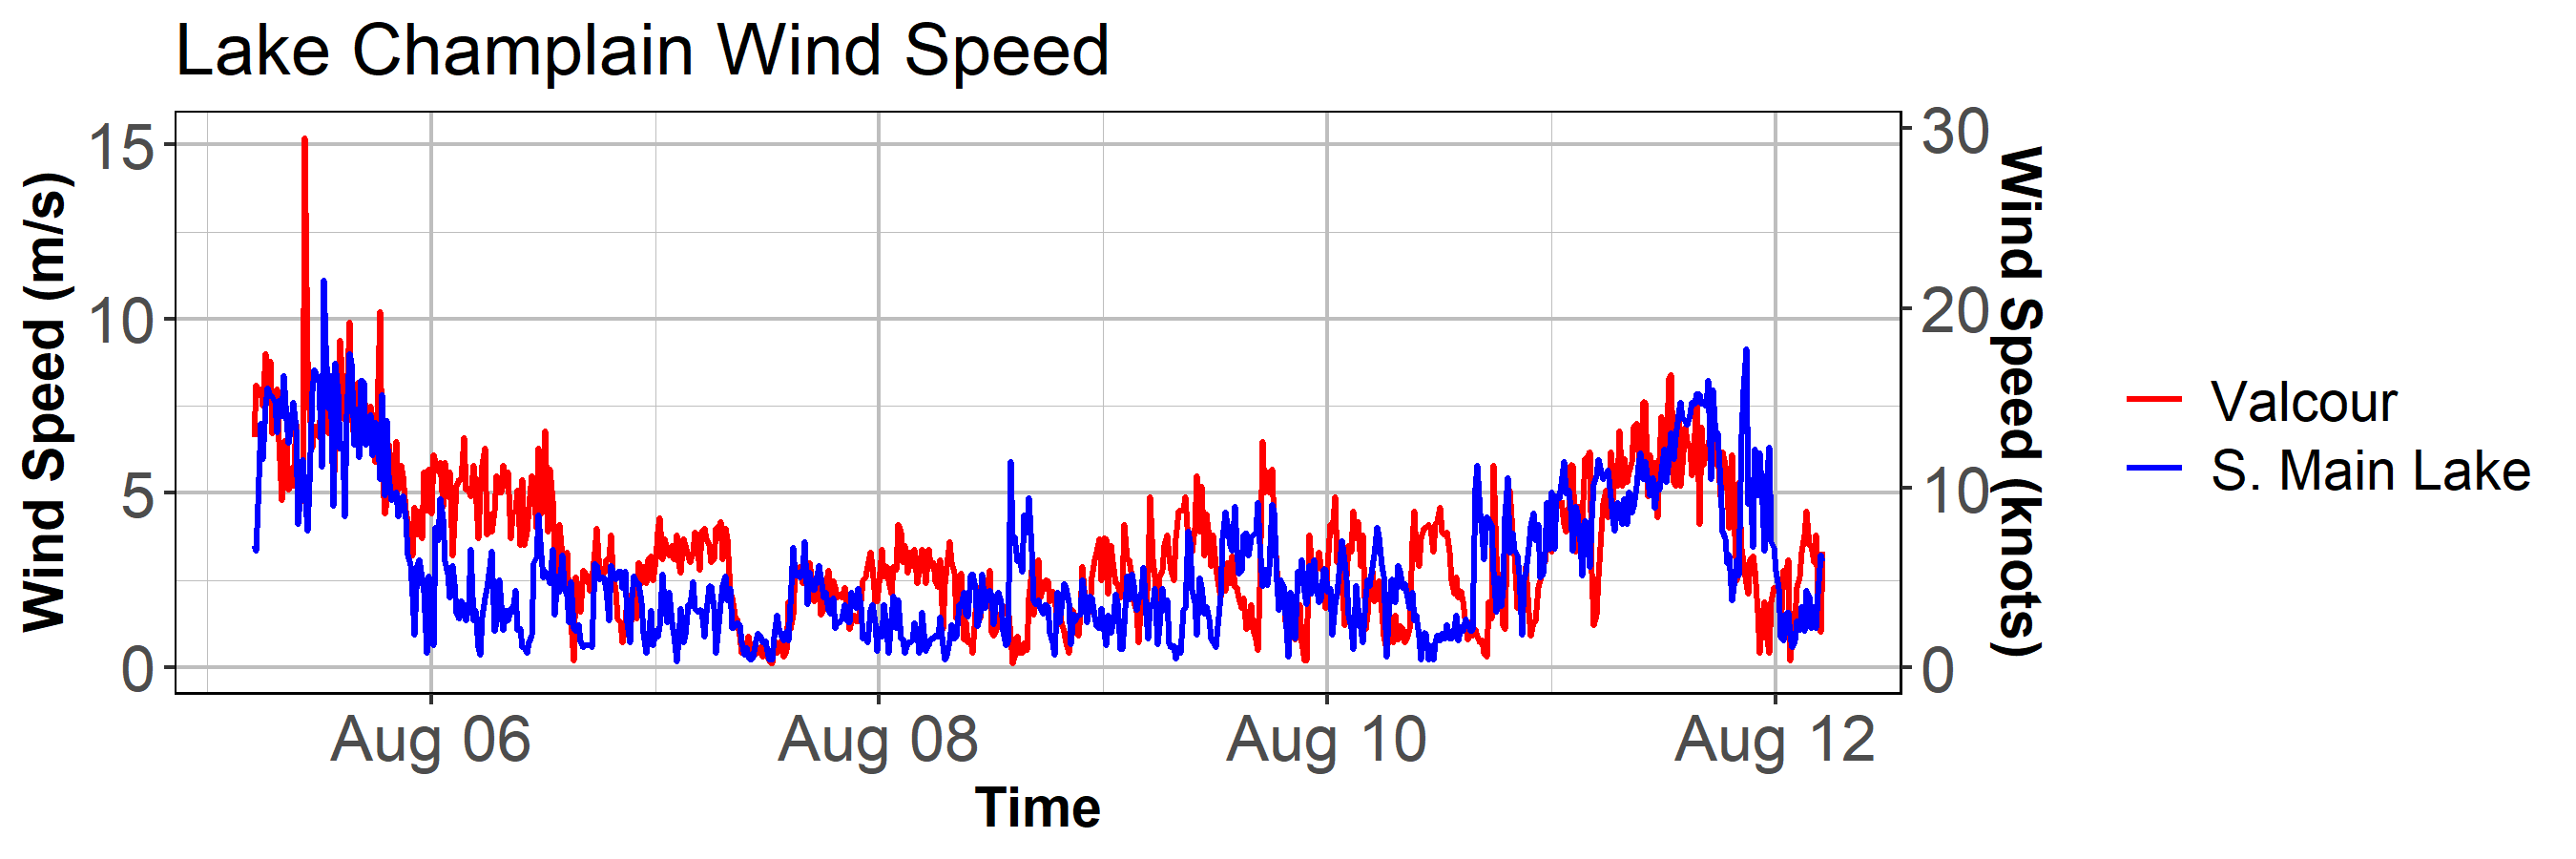 Lake Champlain Wind Speed
Wind Speed (m/s)
15
10
5
0
30
20
10
0
Wind Speed (knots)
Valcour
S. Main Lake
Aug 06
Aug 08
Aug 10
Aug 12
Time